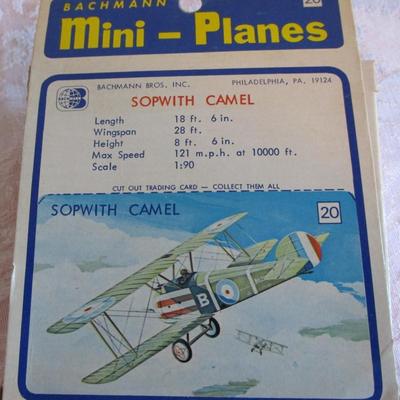 BACHMANN
20
Mini – Planes
BACHMANN
BACHMANN BROS. INC. PHILADELPHIA, PA. 19124
SOPWITH CAMEL
Length 18 ft. 6 in.
Wingspan 28 ft.
Height 8 ft. 6 in.
Max Speed 121 m.p.h. at 10000 ft.
Scale 1:90
CUT OUT TRADING CARD — COLLECT THEM ALL
SOPWITH CAMEL 20
B